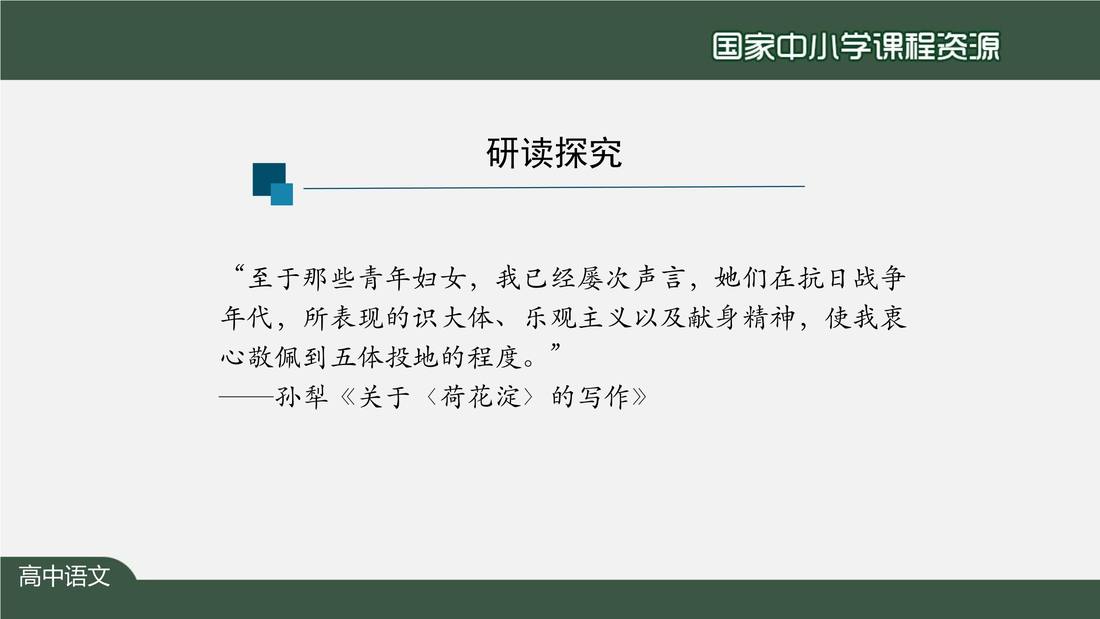 国家中小学课程资源
研读探究
“至于那些青年妇女，我已经屡次声言，她们在抗日战争
年代，所表现的识大体、乐观主义以及献身精神，使我衷
心敬佩到五体投地的程度。”
——孙犁《关于〈荷花淀〉的写作》
高中语文